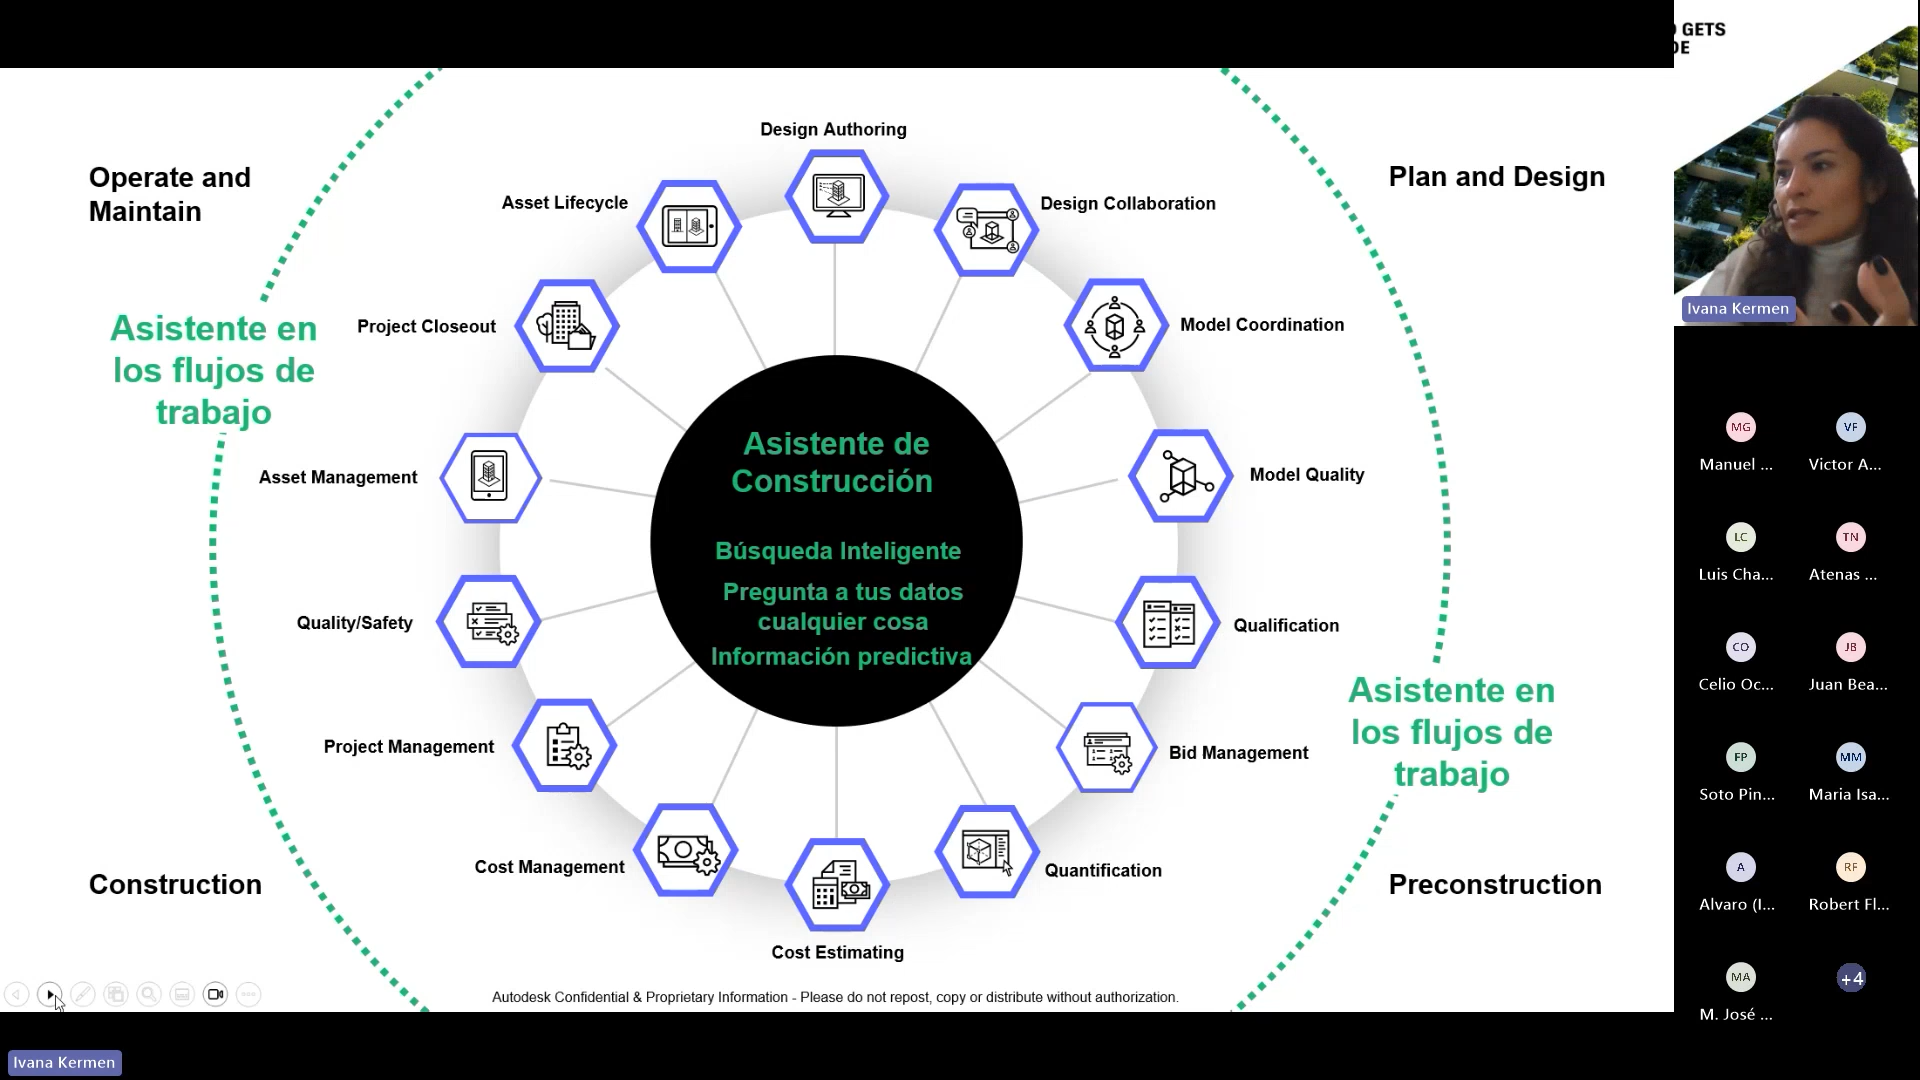 GETS
DE
Design Authoring
Operate and
Maintain
Plan and Design
Asset Lifecycle
Design Collaboration
Ivana Kermen
Asistente en
los flujos de
trabajo
Project Closeout
Model Coordination
Asistente de
Construcción
Búsqueda Inteligente
Pregunta a tus datos
cualquier cosa
Información predictiva
Asset Management
Model Quality
Quality/Safety
Qualification
Asistente en
los flujos de
trabajo
Project Management
Bid Management
Cost Management
Quantification
Construction
Preconstruction
Cost Estimating
Autodesk Confidential & Proprietary Information - Please do not repost, copy or distribute without authorization.
MG
VF
Manuel ...
Victor A...
LC
TN
Luis Cha...
Atenas ...
CO
JB
Celio Oc...
Juan Bea...
FP
MM
Soto Pin...
Maria Isa...
A
RF
Alvaro (I...
Robert Fl...
MA
+4
M. José ...
Ivana Kermen